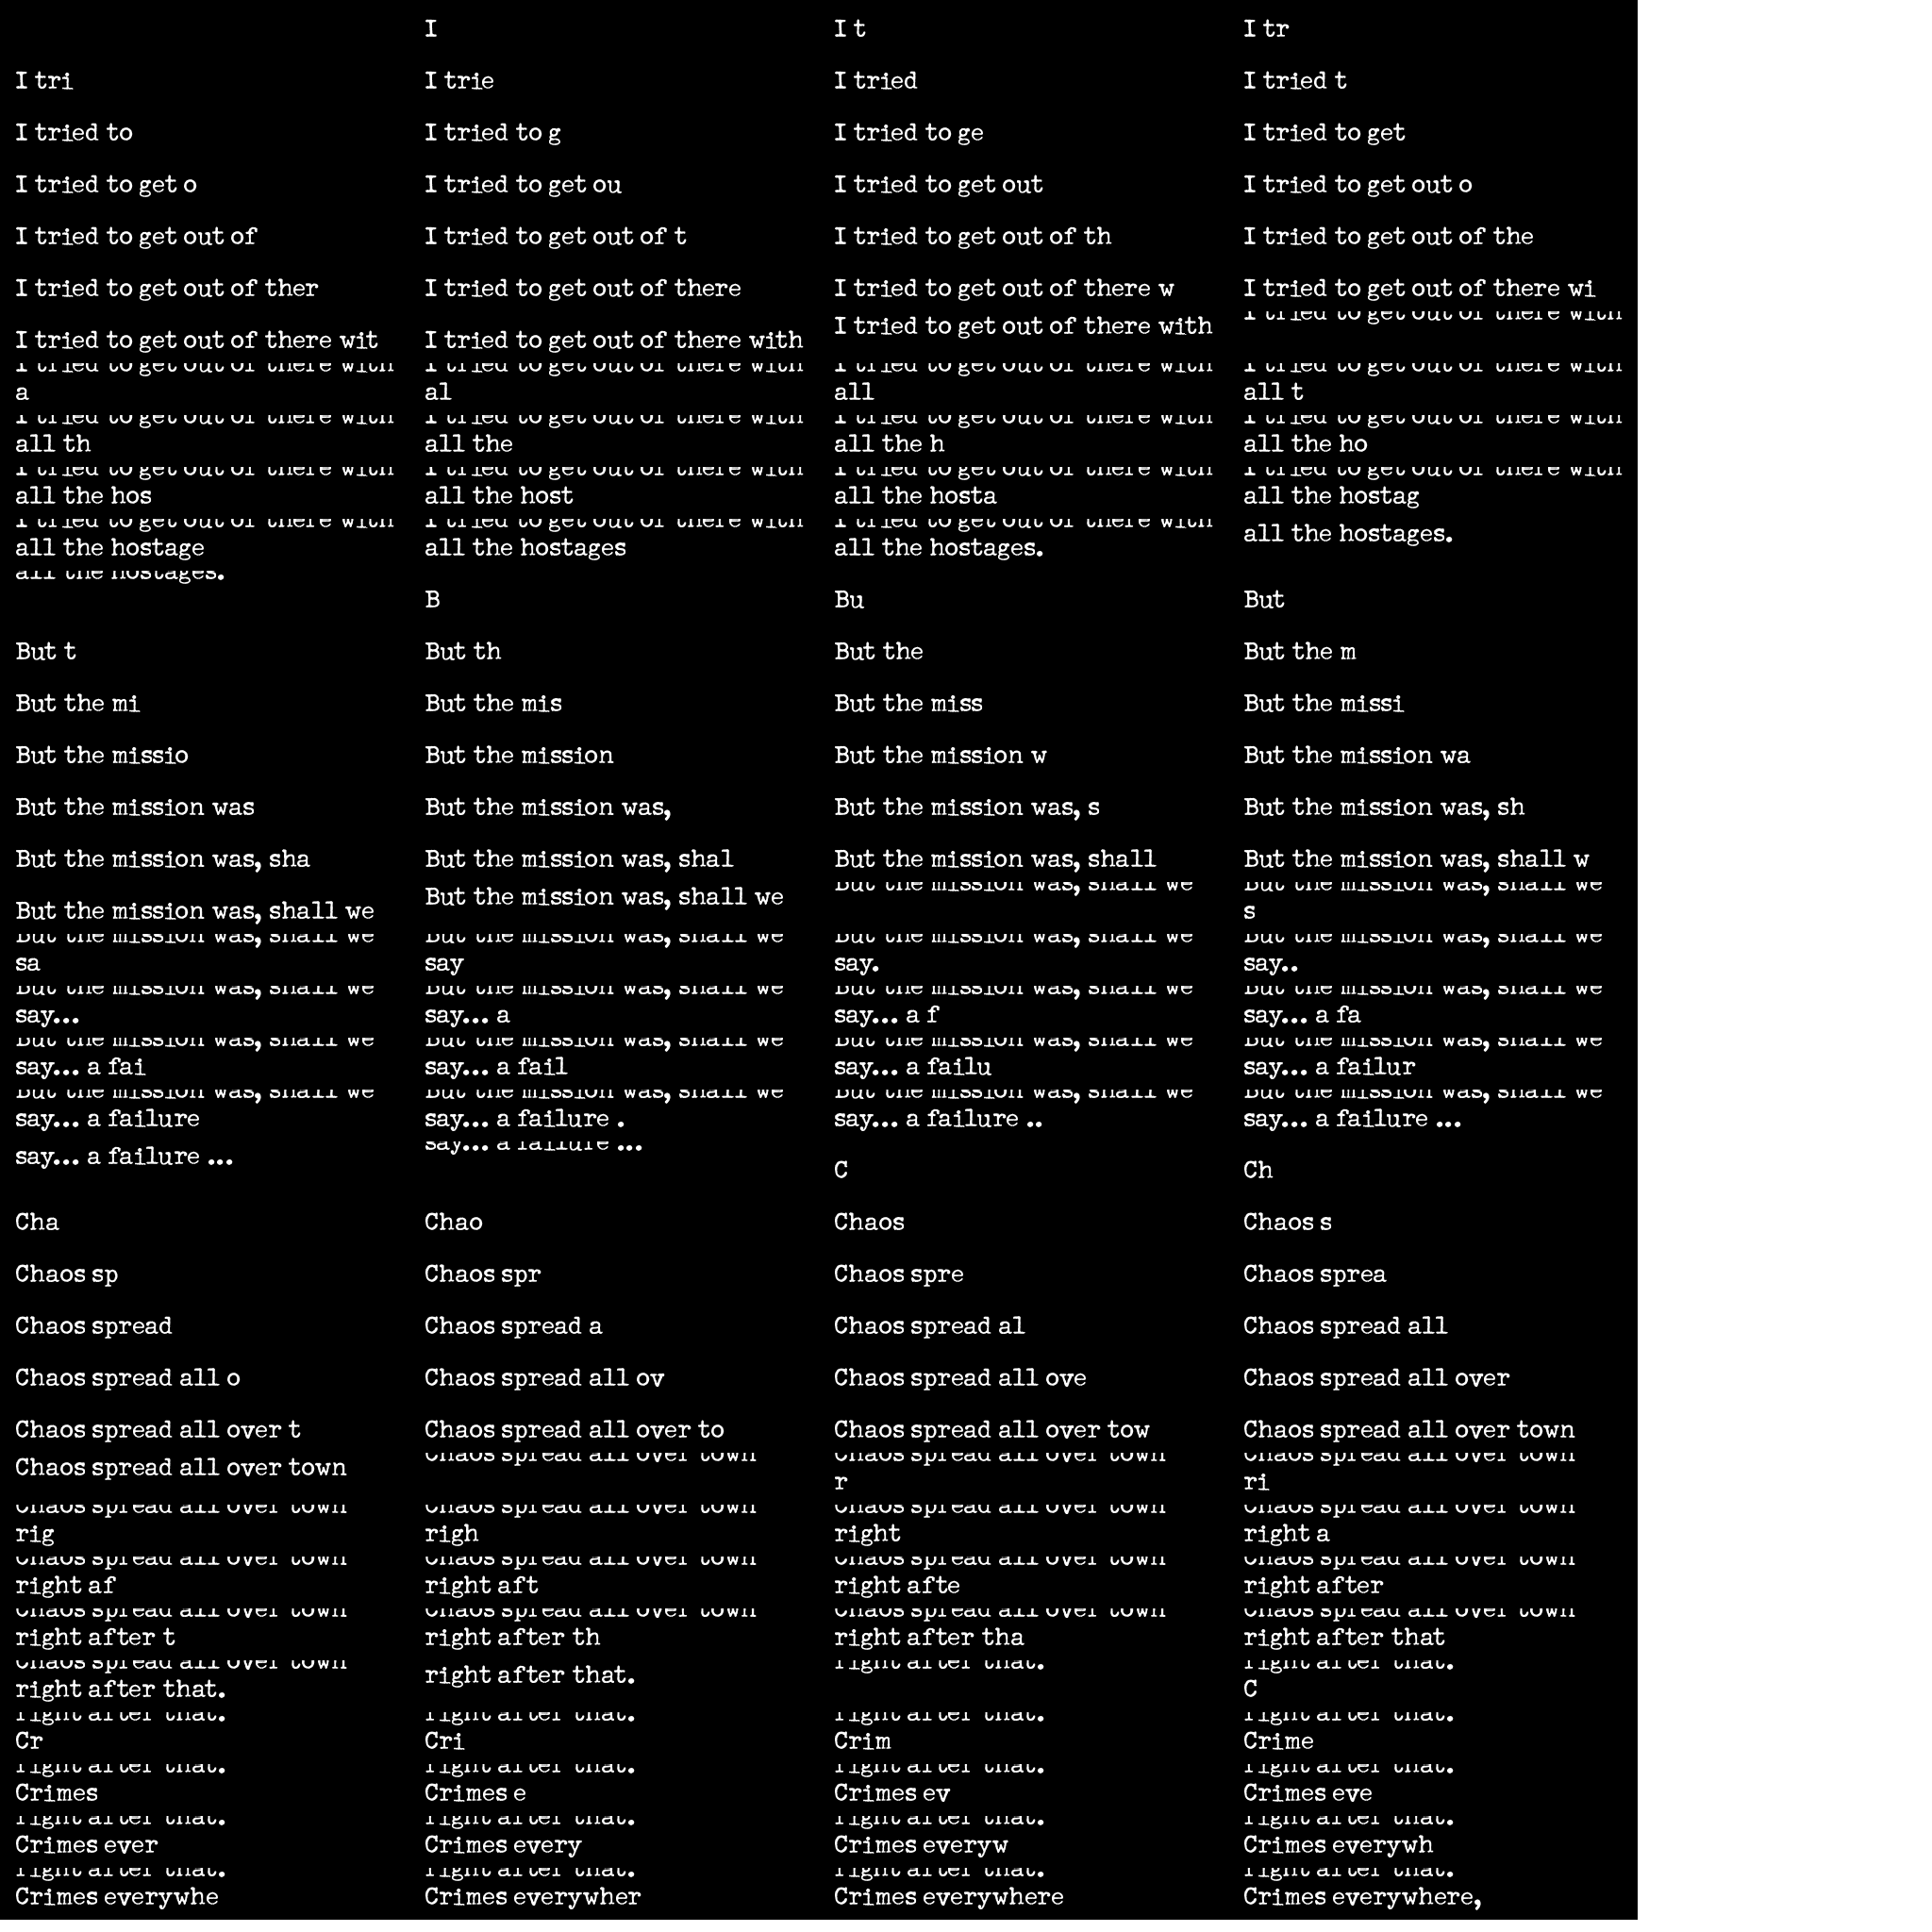 I I t I tr
I tri I trie I tried I tried t
I tried to I tried to g I tried to ge I tried to get
I tried to get o I tried to get ou I tried to get out I tried to get out o
I tried to get out of I tried to get out of t I tried to get out of th I tried to get out of the
I tried to get out of ther I tried to get out of there I tried to get out of there w I tried to get out of there wi
I tried to get out of there wit I tried to get out of there with I tried to get out of there with I tried to get out of there with
I tried to get out of there with I tried to get out of there with I tried to get out of there with I tried to get out of there with
a al all all t
I tried to get out of there with I tried to get out of there with I tried to get out of there with I tried to get out of there with
all th all the all the h all the ho
I tried to get out of there with I tried to get out of there with I tried to get out of there with I tried to get out of there with
all the hos all the host all the hosta all the hostag
I tried to get out of there with I tried to get out of there with I tried to get out of there with all the hostages.
all the hostage all the hostages all the hostages.
all the hostages.
B Bu But
But t But th But the But the m
But the mi But the mis But the miss But the missi
But the missio But the mission But the mission w But the mission wa
But the mission was But the mission was, But the mission was, s But the mission was, sh
But the mission was, sha But the mission was, shal But the mission was, shall But the mission was, shall w
But the mission was, shall we But the mission was, shall we But the mission was, shall we But the mission was, shall we
s
But the mission was, shall we But the mission was, shall we But the mission was, shall we But the mission was, shall we
sa say say. say..
But the mission was, shall we But the mission was, shall we But the mission was, shall we But the mission was, shall we
say... say... a say... a f say... a fa
But the mission was, shall we But the mission was, shall we But the mission was, shall we But the mission was, shall we
say... a fai say... a fail say... a failu say... a failur
But the mission was, shall we But the mission was, shall we But the mission was, shall we But the mission was, shall we
say... a failure say... a failure . say... a failure .. say... a failure ...
say... a failure ... say... a failure ...
C Ch
Cha Chao Chaos Chaos s
Chaos sp Chaos spr Chaos spre Chaos sprea
Chaos spread Chaos spread a Chaos spread al Chaos spread all
Chaos spread all o Chaos spread all ov Chaos spread all ove Chaos spread all over
Chaos spread all over t Chaos spread all over to Chaos spread all over tow Chaos spread all over town
Chaos spread all over town Chaos spread all over town Chaos spread all over town Chaos spread all over town
r ri
Chaos spread all over town Chaos spread all over town Chaos spread all over town Chaos spread all over town
rig righ right right a
Chaos spread all over town Chaos spread all over town Chaos spread all over town Chaos spread all over town
right af right aft right afte right after
Chaos spread all over town Chaos spread all over town Chaos spread all over town Chaos spread all over town
right after t right after th right after tha right after that
Chaos spread all over town right after that. right after that. right after that.
right after that. C
right after that. right after that. right after that. right after that.
Cr Cri Crim Crime
right after that. right after that. right after that. right after that.
Crimes Crimes e Crimes ev Crimes eve
right after that. right after that. right after that. right after that.
Crimes ever Crimes every Crimes everyw Crimes everywh
right after that. right after that. right after that. right after that.
Crimes everywhe Crimes everywher Crimes everywhere Crimes everywhere,